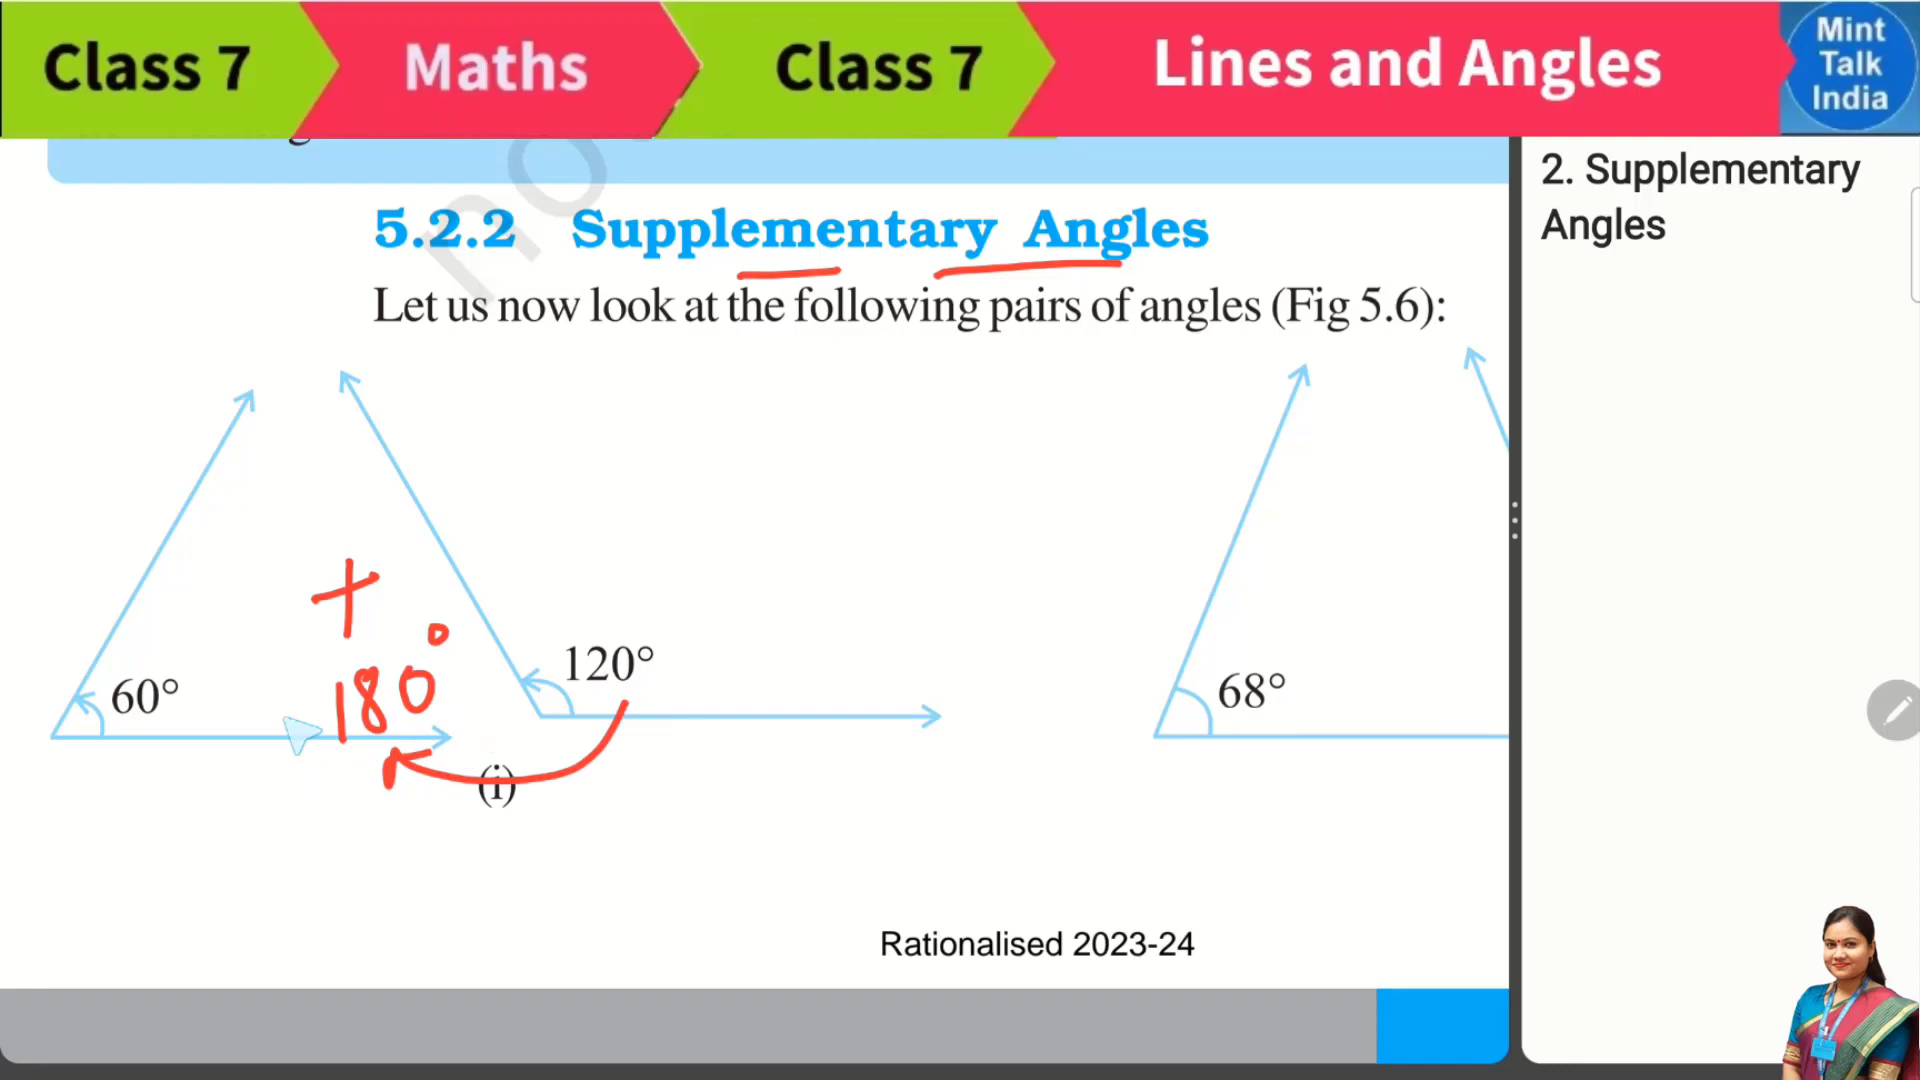 Class 7
Maths
Class 7
Lines and Angles
Mint
Talk
India
2. Supplementary
Angles
no
5.2.2 Supplementary Angles
Let us now look at the following pairs of angles (Fig 5.6):
+
180°
60°
120°
68°
(i)
Rationalised 2023-24